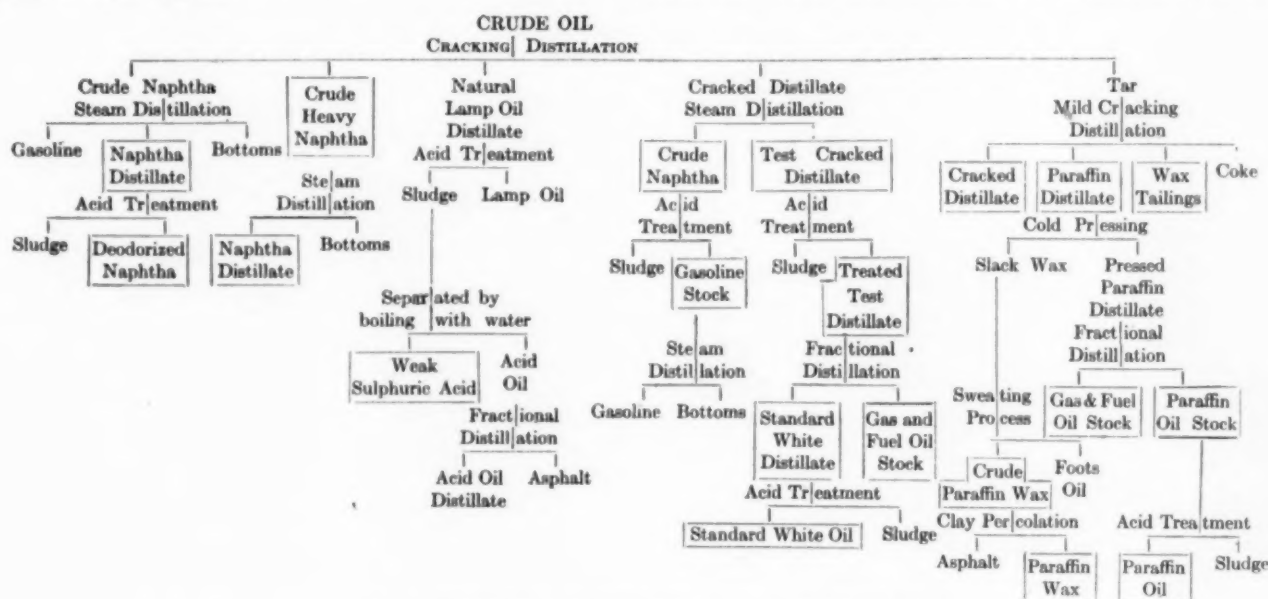 CRUDE OIL
CRACKING DISTILLATION
Crude Naphtha
Steam Distillation
Gasoline
Naphtha
Distillate
Bottoms
Acid Treatment
Sludge
Deodorized
Naphtha
Crude
Heavy
Naphtha
Steam
Distillation
Naphtha
Distillate
Bottoms
Natural
Lamp Oil
Distillate
Acid Treatment
Sludge
Lamp Oil
Separated by
boiling with water
Weak
Sulphuric Acid
Acid
Oil
Fractional
Distillation
Acid Oil
Distillate
Asphalt
Cracked Distillate
Steam Distillation
Crude
Naphtha
Acid
Treatment
Sludge
Gasoline
Stock
Steam
Distillation
Gasoline
Bottoms
Test Cracked
Distillate
Acid
Treatment
Sludge
Treated
Test
Distillate
Fractional
Distillation
Standard
White
Distillate
Gas and
Fuel Oil
Stock
Acid Treatment
Standard White Oil
Sludge
Tar
Mild Cracking
Distillation
Cracked
Distillate
Paraffin
Distillate
Wax
Tailings
Coke
Cold Pressing
Slack Wax
Pressed
Paraffin
Distillate
Fractional
Distillation
Sweating
Process
Crude
Paraffin Wax
Foots
Oil
Clay Percolation
Asphalt
Paraffin
Wax
Gas & Fuel
Oil Stock
Paraffin
Oil Stock
Acid Treatment
Paraffin
Oil
Sludge